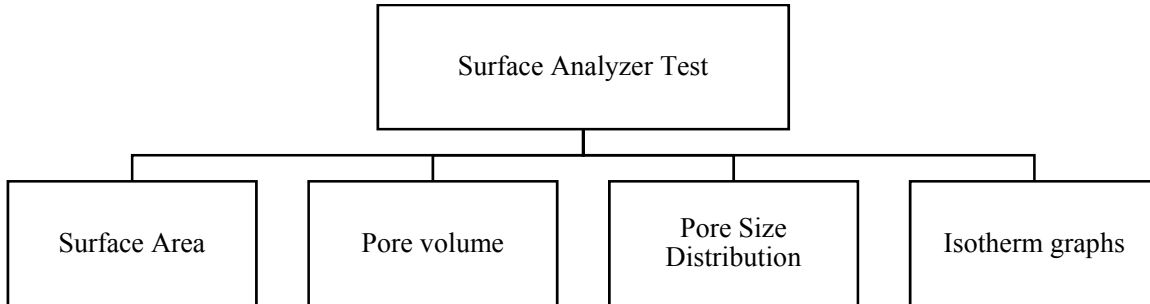 Surface Analyzer Test
Surface Area
Pore volume
Pore Size
Distribution
Isotherm graphs